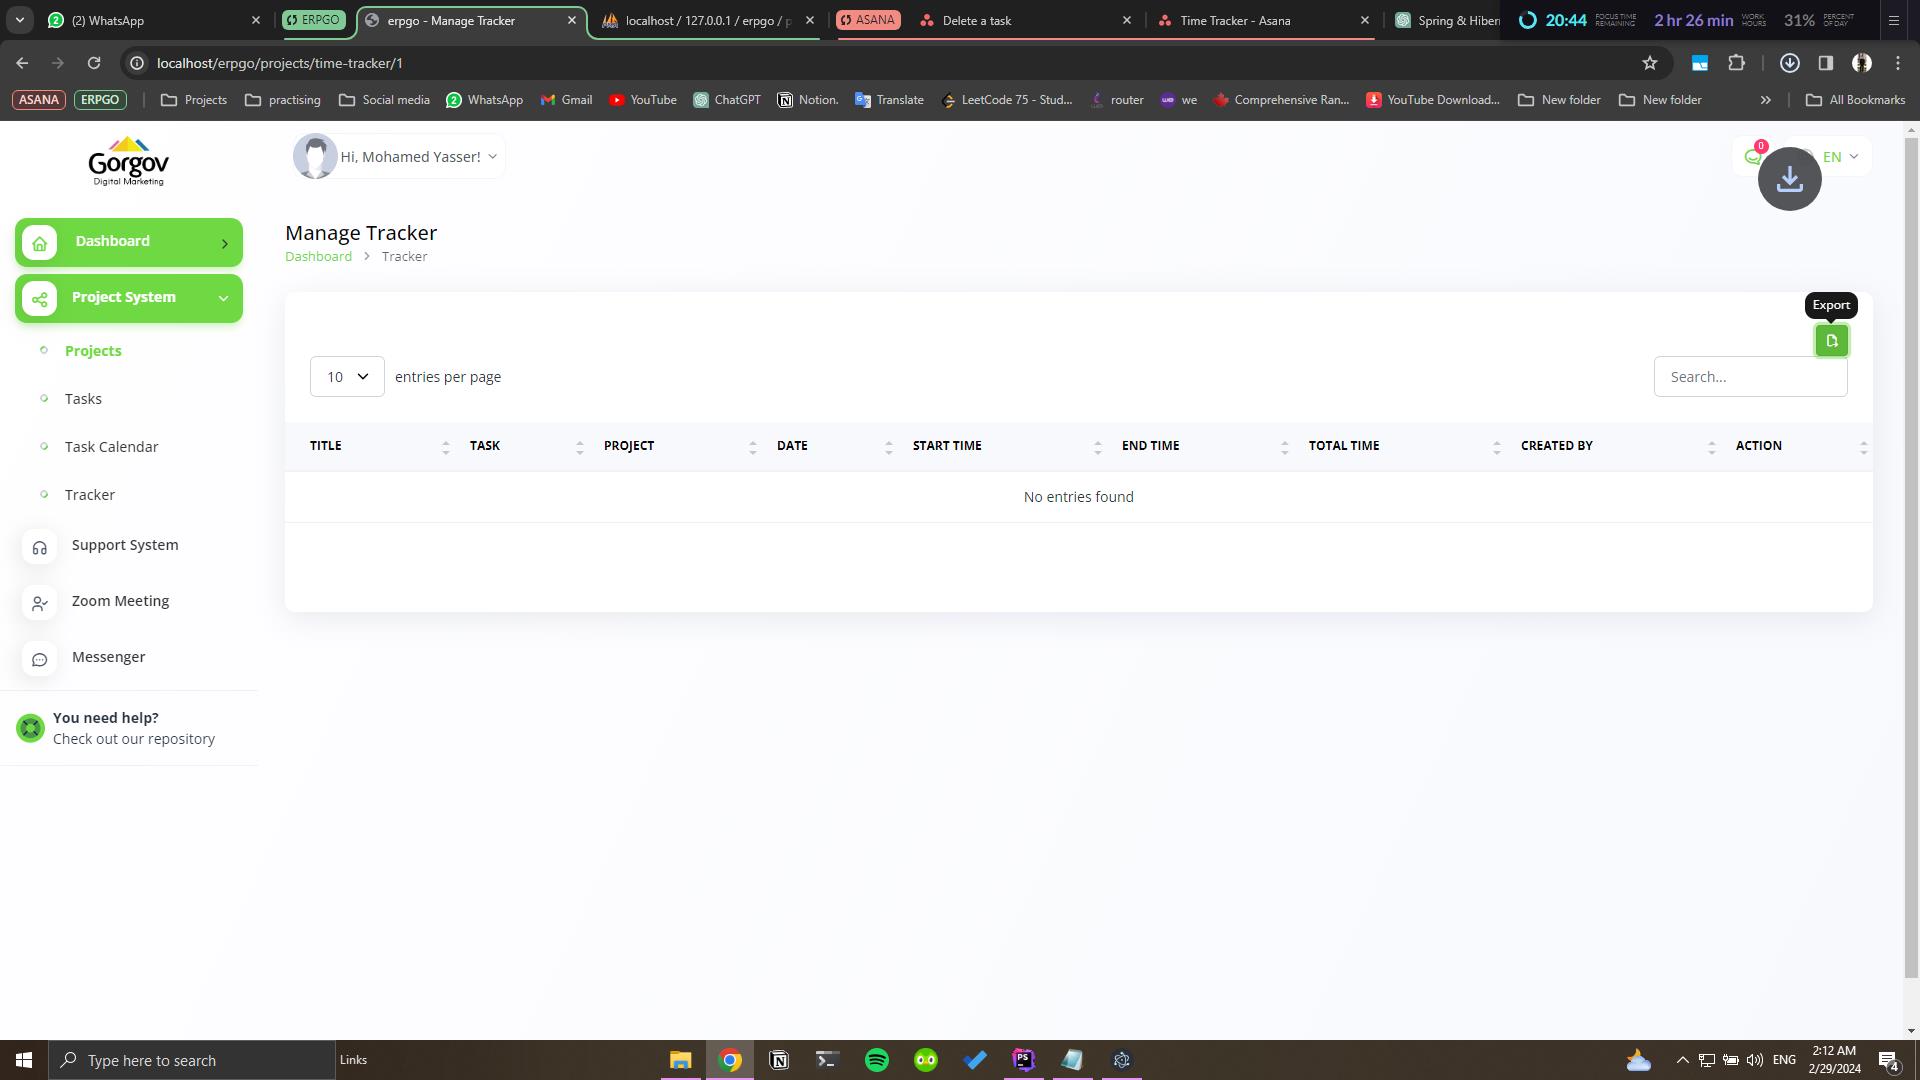 (2) WhatsApp
ERPGO
erpgo - Manage Tracker
localhost / 127.0.0.1 / erpgo / p
ASANA
Delete a task
Time Tracker - Asana
Spring & Hiber
20:44 FOCUS TIME REMAINING
2 hr 26 min WORK HOURS
31% PERCENT OF DAY
localhost/erpgo/projects/time-tracker/1
ASANA
ERPGO
Projects
practising
Social media
WhatsApp
Gmail
YouTube
ChatGPT
Notion.
Translate
LeetCode 75 - Stud...
router
we
Comprehensive Ran...
YouTube Download...
New folder
New folder
All Bookmarks
Gorgov
Digital Marketing
Hi, Mohamed Yasser!
0
EN
Dashboard
Project System
Projects
Tasks
Task Calendar
Tracker
Support System
Zoom Meeting
Messenger
You need help?
Check out our repository
Manage Tracker
Dashboard > Tracker
Export
10
entries per page
Search...
TITLE
TASK
PROJECT
DATE
START TIME
END TIME
TOTAL TIME
CREATED BY
ACTION
No entries found
Type here to search
Links
PS
ENG
2:12 AM
2/29/2024
4